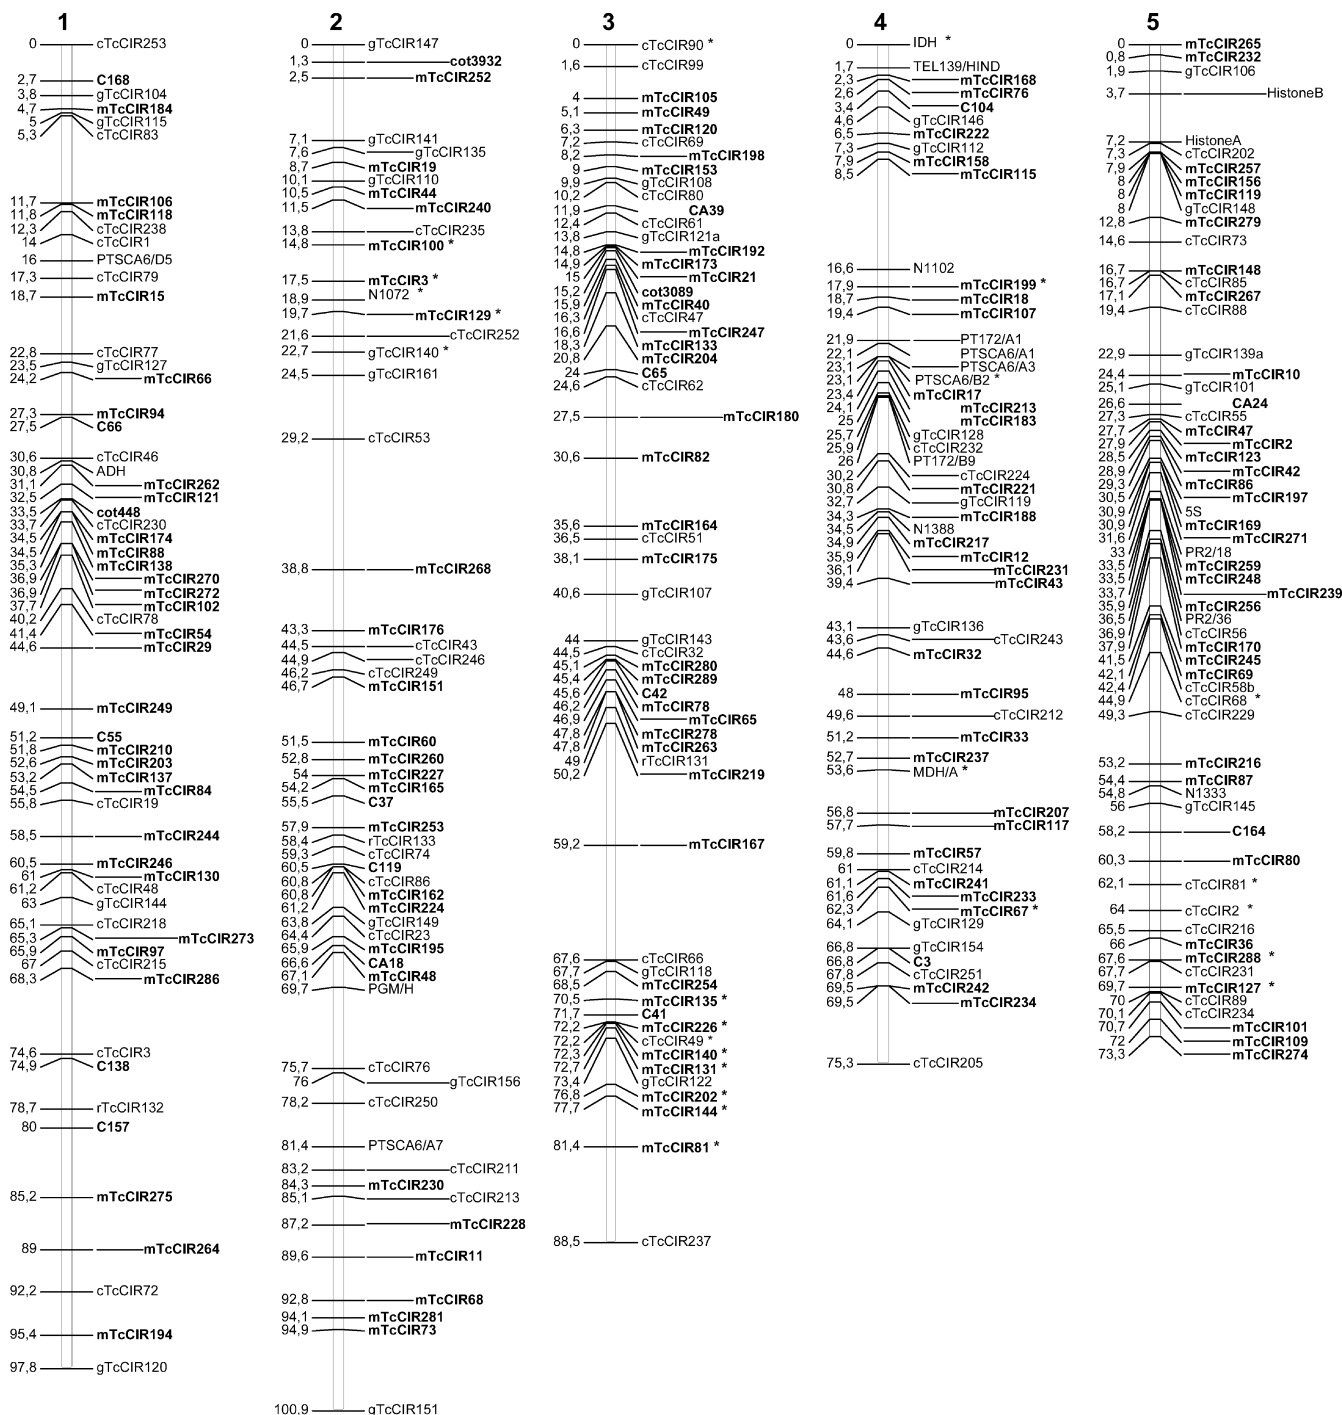 1
0 cTcCIR253
2,7 C168
3,8 gTcCIR104
4,7 mTcCIR184
5 gTcCIR115
5,3 cTcCIR83
11,7 mTcCIR106
11,8 mTcCIR118
12,3 cTcCIR238
14 cTcCIR1
16 PTSCA6/D5
17,3 cTcCIR79
18,7 mTcCIR15
22,8 cTcCIR77
23,5 gTcCIR127
24,2 mTcCIR66
27,3 mTcCIR94
27,5 C66
30,6 cTcCIR46
30,8 ADH
31,1 mTcCIR262
32,5 mTcCIR121
33,5 cot448
33,7 cTcCIR230
34,5 mTcCIR174
34,5 mTcCIR88
35,3 mTcCIR138
36,9 mTcCIR270
36,9 mTcCIR272
37,7 mTcCIR102
40,2 cTcCIR78
41,4 mTcCIR54
44,6 mTcCIR29
49,1 mTcCIR249
51,2 C55
51,8 mTcCIR210
52,6 mTcCIR203
53,2 mTcCIR137
54,5 mTcCIR84
55,8 cTcCIR19
58,5 mTcCIR244
60,5 mTcCIR246
61 mTcCIR130
61,2 cTcCIR48
63 gTcCIR144
65,1 cTcCIR218
65,3 mTcCIR273
65,9 mTcCIR97
67 cTcCIR215
68,3 mTcCIR286
74,6 cTcCIR3
74,9 C138
78,7 rTcCIR132
80 C157
85,2 mTcCIR275
89 mTcCIR264
92,2 cTcCIR72
95,4 mTcCIR194
97,8 gTcCIR120
2
0 gTcCIR147
1,3 cot3932
2,5 mTcCIR252
7,1 gTcCIR141
7,6 gTcCIR135
8,7 mTcCIR19
10,1 gTcCIR110
10,5 mTcCIR44
11,5 mTcCIR240
13,8 cTcCIR235
14,8 mTcCIR100 *
17,5 mTcCIR3 *
18,9 N1072 *
19,7 mTcCIR129 *
21,6 cTcCIR252
22,7 gTcCIR140 *
24,5 gTcCIR161
29,2 cTcCIR53
38,8 mTcCIR268
43,3 mTcCIR176
44,5 cTcCIR43
44,9 cTcCIR246
46,2 cTcCIR249
46,7 mTcCIR151
51,5 mTcCIR60
52,8 mTcCIR260
54 mTcCIR227
54,2 mTcCIR165
55,5 C37
57,9 mTcCIR253
58,4 rTcCIR133
59,3 cTcCIR74
60,5 C119
60,8 cTcCIR86
60,8 mTcCIR162
61,2 mTcCIR224
63,8 gTcCIR149
64,4 cTcCIR23
65,9 mTcCIR195
66,6 CA18
67,1 mTcCIR48
69,7 PGM/H
75,7 cTcCIR76
76 gTcCIR156
78,2 cTcCIR250
81,4 PTSCA6/A7
83,2 cTcCIR211
84,3 mTcCIR230
85,1 cTcCIR213
87,2 mTcCIR228
89,6 mTcCIR11
92,8 mTcCIR68
94,1 mTcCIR281
94,9 mTcCIR73
100,9 gTcCIR151
3
0 cTcCIR90 *
1,6 cTcCIR99
4 mTcCIR105
5,1 mTcCIR49
6,3 mTcCIR120
7,2 cTcCIR69
8,2 mTcCIR198
9 mTcCIR153
9,9 gTcCIR108
10,2 cTcCIR80
11,9 CA39
12,4 cTcCIR61
13,8 gTcCIR121a
14,8 mTcCIR192
14,9 mTcCIR173
15 mTcCIR21
15,2 cot3089
15,9 mTcCIR40
16,3 cTcCIR47
16,6 mTcCIR247
18,3 mTcCIR133
20,8 mTcCIR204
24 C65
24,6 cTcCIR62
27,5 mTcCIR180
30,6 mTcCIR82
35,6 mTcCIR164
36,5 cTcCIR51
38,1 mTcCIR175
40,6 gTcCIR107
44 gTcCIR143
44,5 cTcCIR32
45,1 mTcCIR280
45,4 mTcCIR289
45,6 C42
46,2 mTcCIR78
46,9 mTcCIR65
47,8 mTcCIR278
47,8 mTcCIR263
49 rTcCIR131
50,2 mTcCIR219
59,2 mTcCIR167
67,6 cTcCIR66
67,7 gTcCIR118
68,5 mTcCIR254
70,5 mTcCIR135 *
71,7 C41
72,2 mTcCIR226 *
72,2 cTcCIR49 *
72,3 mTcCIR140 *
72,7 mTcCIR131 *
73,4 gTcCIR122
76,8 mTcCIR202 *
77,7 mTcCIR144 *
81,4 mTcCIR81 *
88,5 cTcCIR237
4
0 IDH *
1,7 TEL139/HIND
2,3 mTcCIR168
2,6 mTcCIR76
3,4 C104
4,6 gTcCIR146
6,5 mTcCIR222
7,3 gTcCIR112
7,9 mTcCIR158
8,5 mTcCIR115
16,6 N1102
17,9 mTcCIR199 *
18,7 mTcCIR18
19,4 mTcCIR107
21,9 PT172/A1
22,1 PTSCA6/A1
23,1 PTSCA6/A3
23,1 PTSCA6/B2 *
23,4 mTcCIR17
24,1 mTcCIR213
25 mTcCIR183
25,7 gTcCIR128
25,9 cTcCIR232
26 PT172/B9
30,2 cTcCIR224
30,8 mTcCIR221
32,7 gTcCIR119
34,3 mTcCIR188
34,5 N1388
34,9 mTcCIR217
35,9 mTcCIR12
36,1 mTcCIR231
39,4 mTcCIR43
43,1 gTcCIR136
43,6 cTcCIR243
44,6 mTcCIR32
48 mTcCIR95
49,6 cTcCIR212
51,2 mTcCIR33
52,7 mTcCIR237
53,6 MDH/A *
56,8 mTcCIR207
57,7 mTcCIR117
59,8 mTcCIR57
61 cTcCIR214
61,1 mTcCIR241
61,6 mTcCIR233
62,3 mTcCIR67 *
64,1 gTcCIR129
66,8 gTcCIR154
66,8 C3
67,8 cTcCIR251
69,5 mTcCIR242
69,5 mTcCIR234
75,3 cTcCIR205
5
0 mTcCIR265
0,8 mTcCIR232
1,9 gTcCIR106
3,7 HistoneB
7,2 HistoneA
7,3 cTcCIR202
7,9 mTcCIR257
8 mTcCIR156
8 mTcCIR119
8 gTcCIR148
12,8 mTcCIR279
14,6 cTcCIR73
16,7 mTcCIR148
16,7 cTcCIR85
17,1 mTcCIR267
19,4 cTcCIR88
22,9 gTcCIR139a
24,4 mTcCIR10
25,1 gTcCIR101
26,6 CA24
27,3 cTcCIR55
27,7 mTcCIR47
27,9 mTcCIR2
28,5 mTcCIR123
28,9 mTcCIR42
29,3 mTcCIR86
30,5 mTcCIR197
30,9 5S
30,9 mTcCIR169
31,6 mTcCIR271
33 PR2/18
33,5 mTcCIR259
33,5 mTcCIR248
33,7 mTcCIR239
35,9 mTcCIR256
36,5 PR2/36
36,9 cTcCIR56
37,9 mTcCIR170
41,5 mTcCIR245
42,1 mTcCIR69
42,4 cTcCIR58b
44,9 cTcCIR68 *
49,3 cTcCIR229
53,2 mTcCIR216
54,4 mTcCIR87
54,8 N1333
56 gTcCIR145
58,2 C164
60,3 mTcCIR80
62,1 cTcCIR81 *
64 cTcCIR2 *
65,5 cTcCIR216
66 mTcCIR36
67,6 mTcCIR288 *
67,7 cTcCIR231
69,7 mTcCIR127 *
70 cTcCIR89
70,1 cTcCIR234
70,7 mTcCIR101
72 mTcCIR109
73,3 mTcCIR274